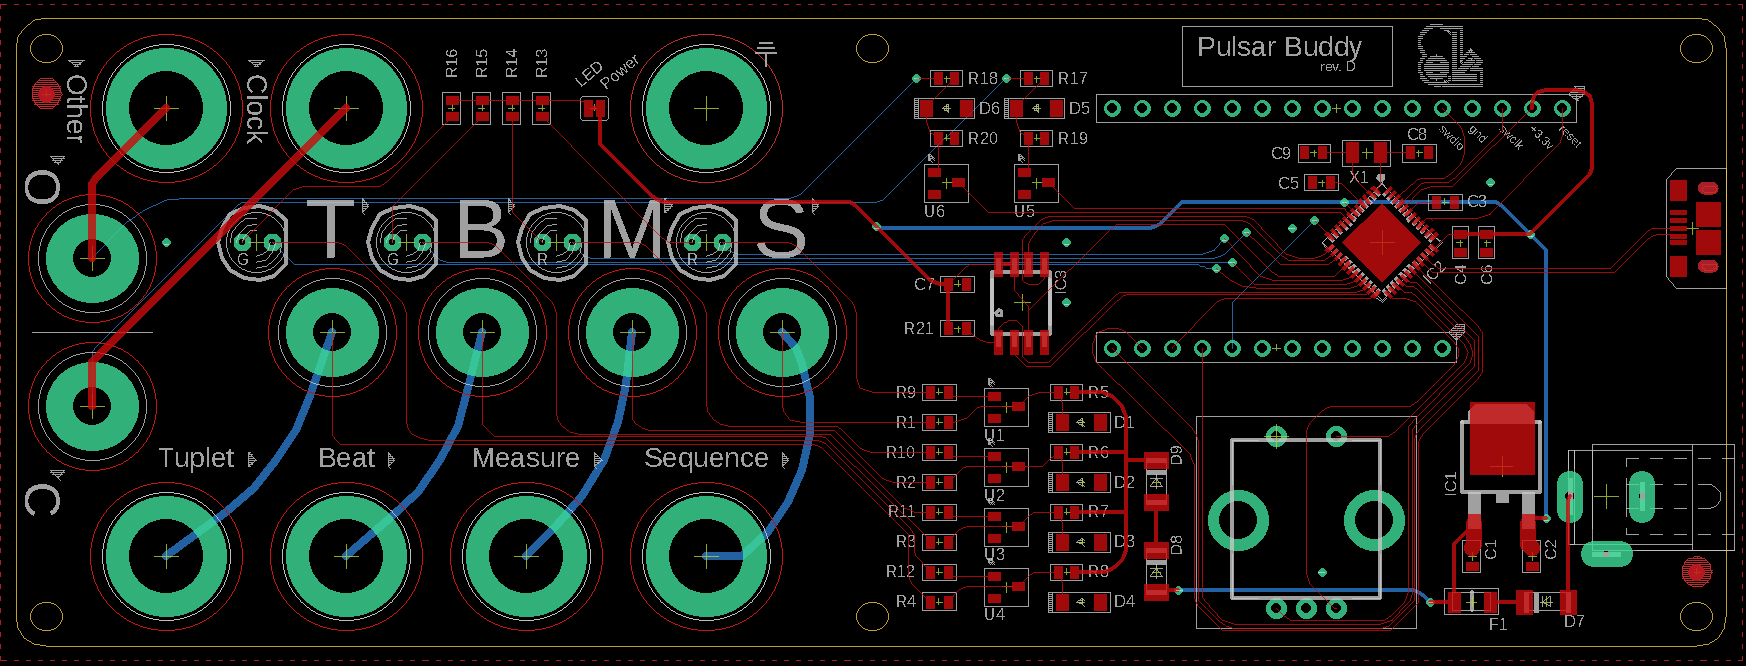 Other
Clock
R16
R15
R14
R13
LED
Power
Pulsar Buddy
rev. D
R18
R17
D6
D5
R20
R19
U6
U5
swdio
gnd
swclk
+3.3v
reset
C9
C8
X1
C5
C3
O
T
B
M
S
G
G
R
R
IC2
C4
C6
C7
IC3
R21
R9
R5
R1
D1
U1
R10
R6
R2
D2
U2
R11
R7
R3
D3
U3
R12
R8
R4
D4
U4
D9
D8
IC1
C1
C2
F1
D7
Tuplet
Beat
Measure
Sequence
C